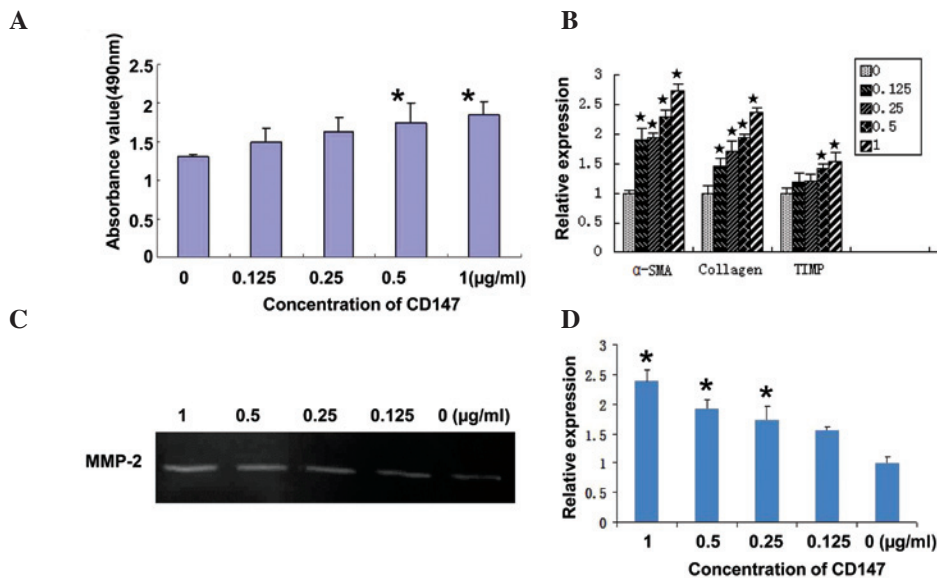 A
Absorbance value(490nm)
2.5
2
1.5
1
0.5
0
* *
0 0.125 0.25 0.5 1(μg/ml)
Concentration of CD147
B
Relative expression
3
2.5
2
1.5
1
0.5
0
α-SMA Collagen TIMP
0
0.125
0.25
0.5
1
C
1 0.5 0.25 0.125 0 (μg/ml)
MMP-2
D
Relative expression
3
2.5
2
1.5
1
0.5
0
* * *
1 0.5 0.25 0.125 0 (μg/ml)
Concentration of CD147